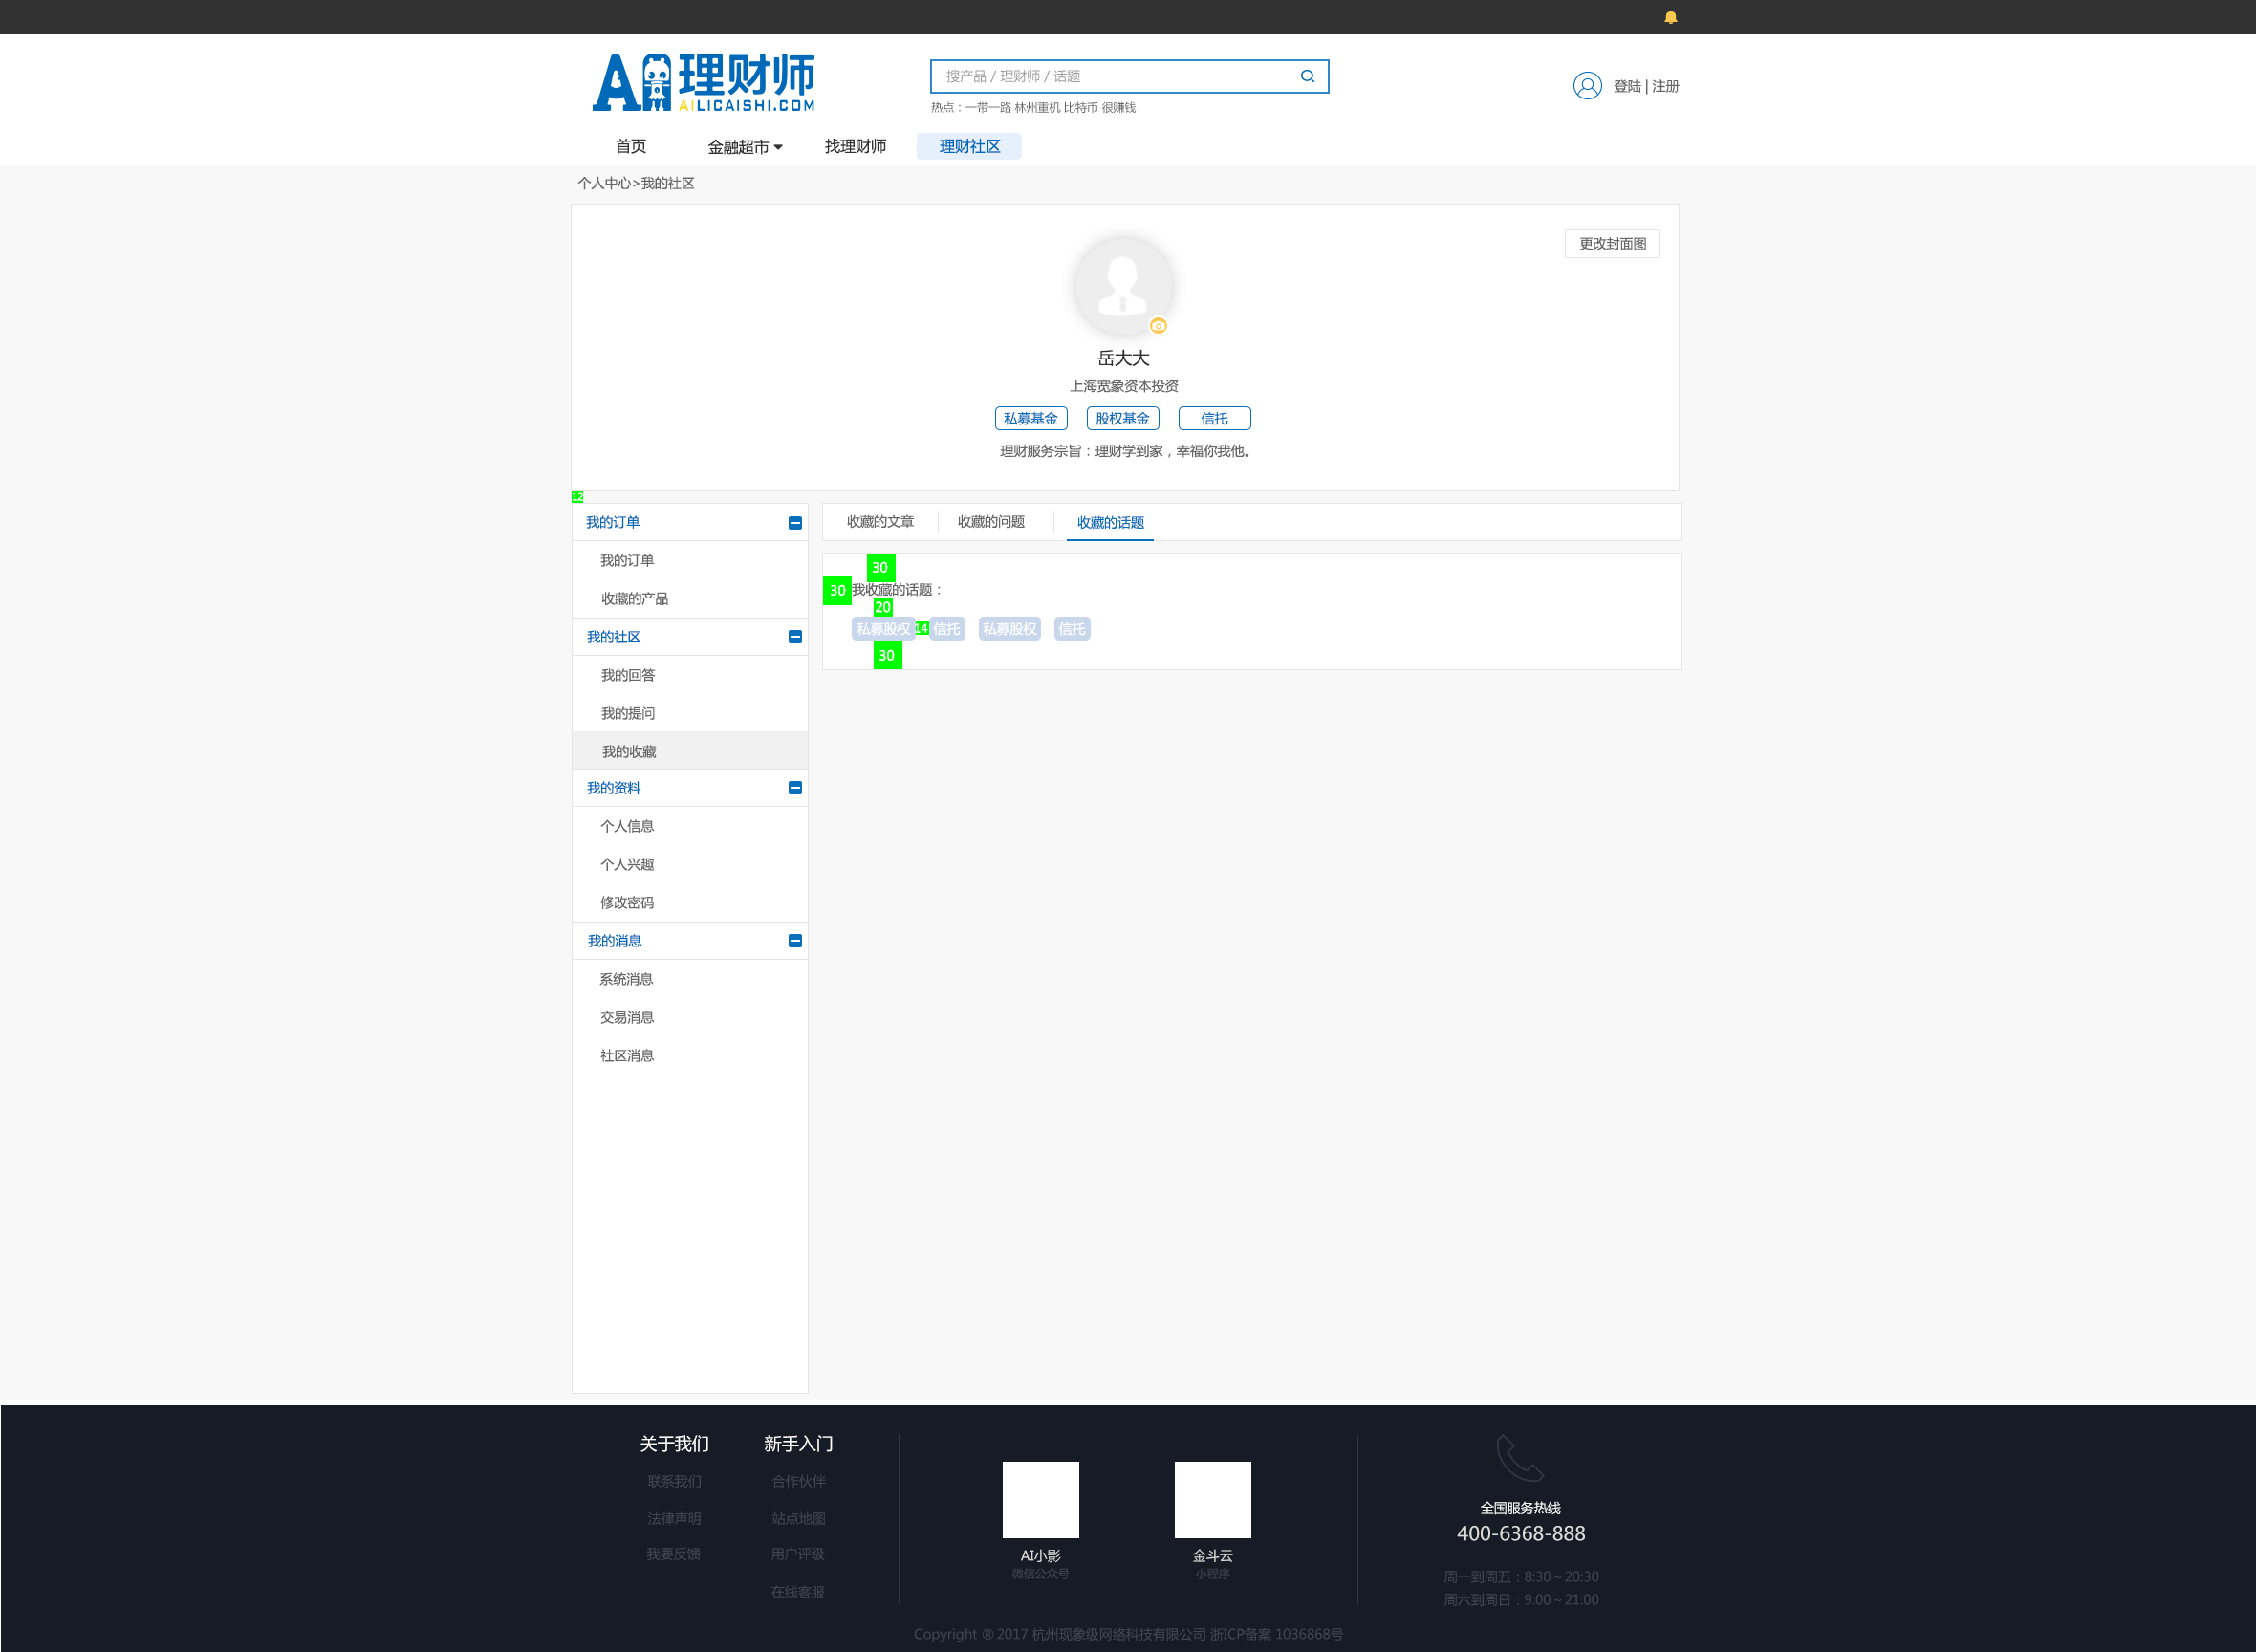 AI理财师
AILICAISHI.COM
搜产品 / 理财师 / 话题
热点：一带一路 林州重机 比特币 很赚钱
登陆 | 注册
首页 金融超市 找理财师 理财社区
个人中心>我的社区
更改封面图
岳大大
上海宽象资本投资
私募基金 股权基金 信托
理财服务宗旨：理财学到家，幸福你我他。
12
我的订单
我的订单
收藏的产品
我的社区
我的回答
我的提问
我的收藏
我的资料
个人信息
个人兴趣
修改密码
我的消息
系统消息
交易消息
社区消息
收藏的文章 收藏的问题 收藏的话题
30
30 我收藏的话题：
20
私募股权 14 信托 私募股权 信托
30
关于我们
联系我们
法律声明
我要反馈
新手入门
合作伙伴
站点地图
用户评级
在线客服
AI小影
微信公众号
金斗云
小程序
全国服务热线
400-6368-888
周一到周五：8:30～20:30
周六到周日：9:00～21:00
Copyright ® 2017 杭州现象级网络科技有限公司 浙ICP备案 1036868号